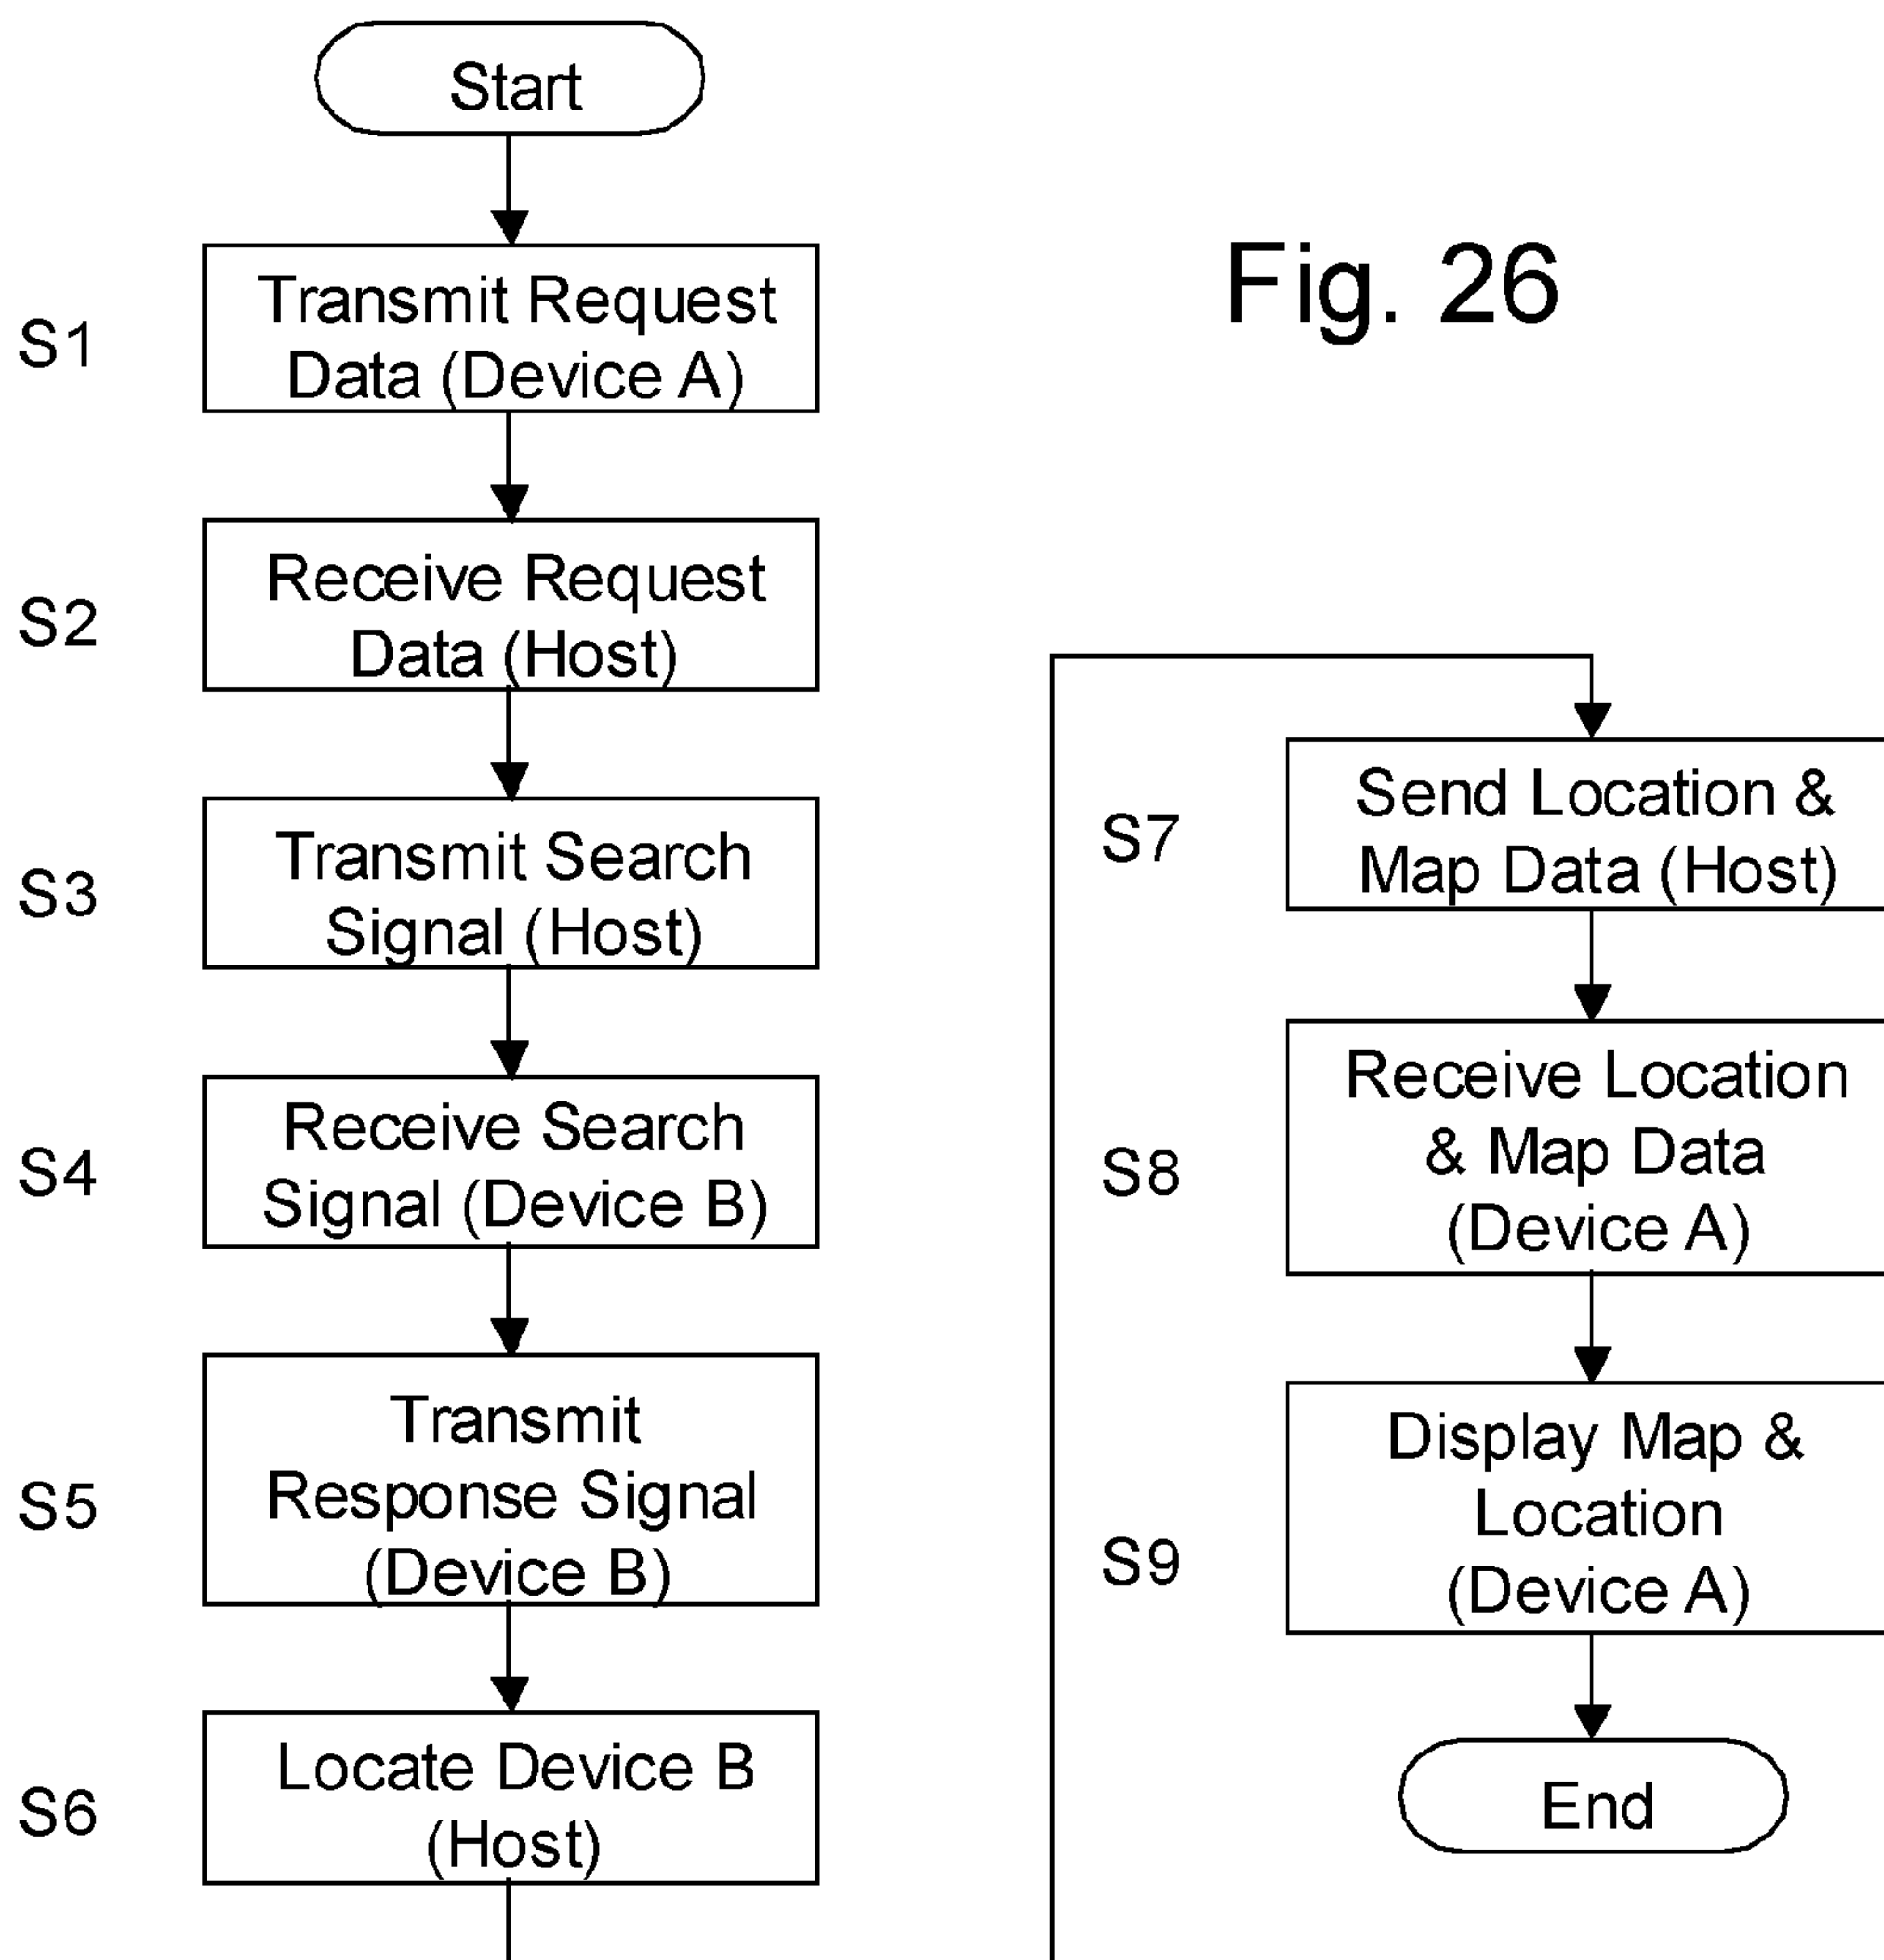 Start
S1
Transmit Request
Data (Device A)
S2
Receive Request
Data (Host)
S3
Transmit Search
Signal (Host)
S4
Receive Search
Signal (Device B)
S5
Transmit
Response Signal
(Device B)
S6
Locate Device B
(Host)
Fig. 26
S7
Send Location &
Map Data (Host)
S8
Receive Location
& Map Data
(Device A)
S9
Display Map &
Location
(Device A)
End